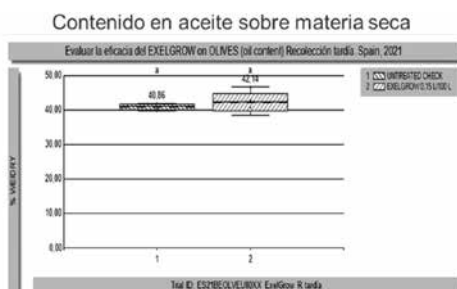 Contenido en aceite sobre materia seca
Evaluar la eficacia del EXELGROW on OLIVES (oil content) Recolección tardía. Spain, 2021
50.00
40.00
30.00
20.00
10.00
0.00
% WEIDRY
a a
40.86
42.14
1 UNTREATED CHECK
2 EXELGROW 0,15 L/100 L
1 2
Trial ID: ExelGrow R tardía